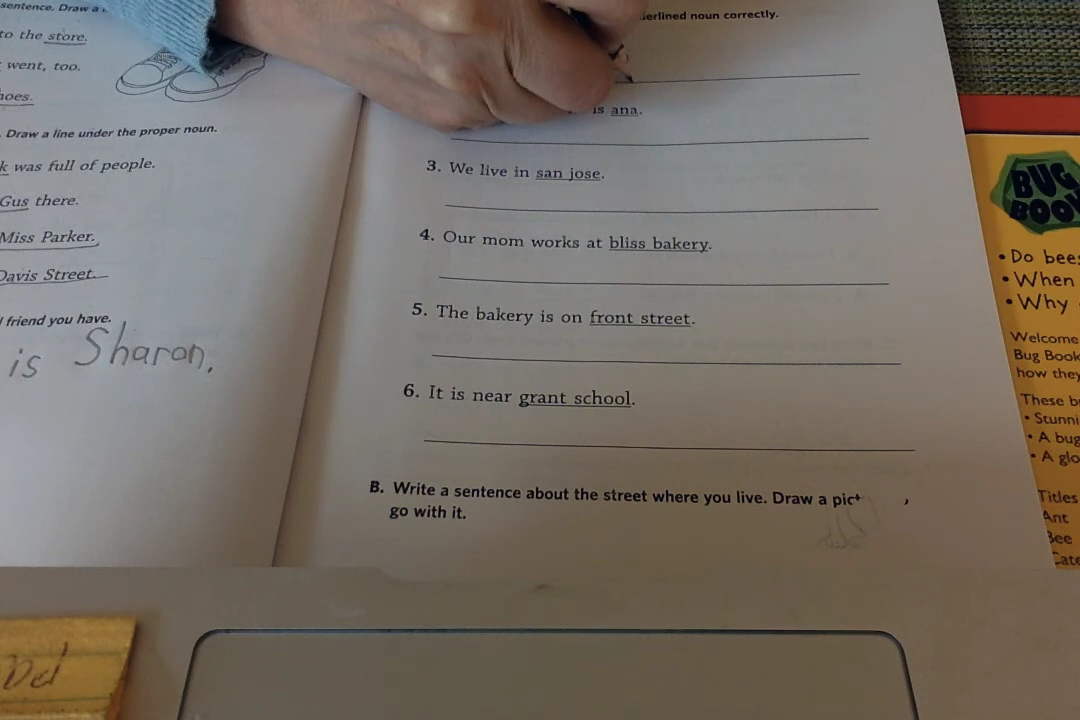 sentence. Draw a
to the store.
went, too.
hoes.
Draw a line under the proper noun.
k was full of people.
Gus there.
Miss Parker.
Davis Street.
friend you have.
is Sharon.
erlined noun correctly.
is ana.
3. We live in san jose.
4. Our mom works at bliss bakery.
5. The bakery is on front street.
6. It is near grant school.
B. Write a sentence about the street where you live. Draw a pic
go with it.
BUG
BOO
• Do bee
• When
• Why
Welcome
Bug Book
how they
These b
• Stunni
• A bug
• A glo
Titles
Ant
Bee
Cate